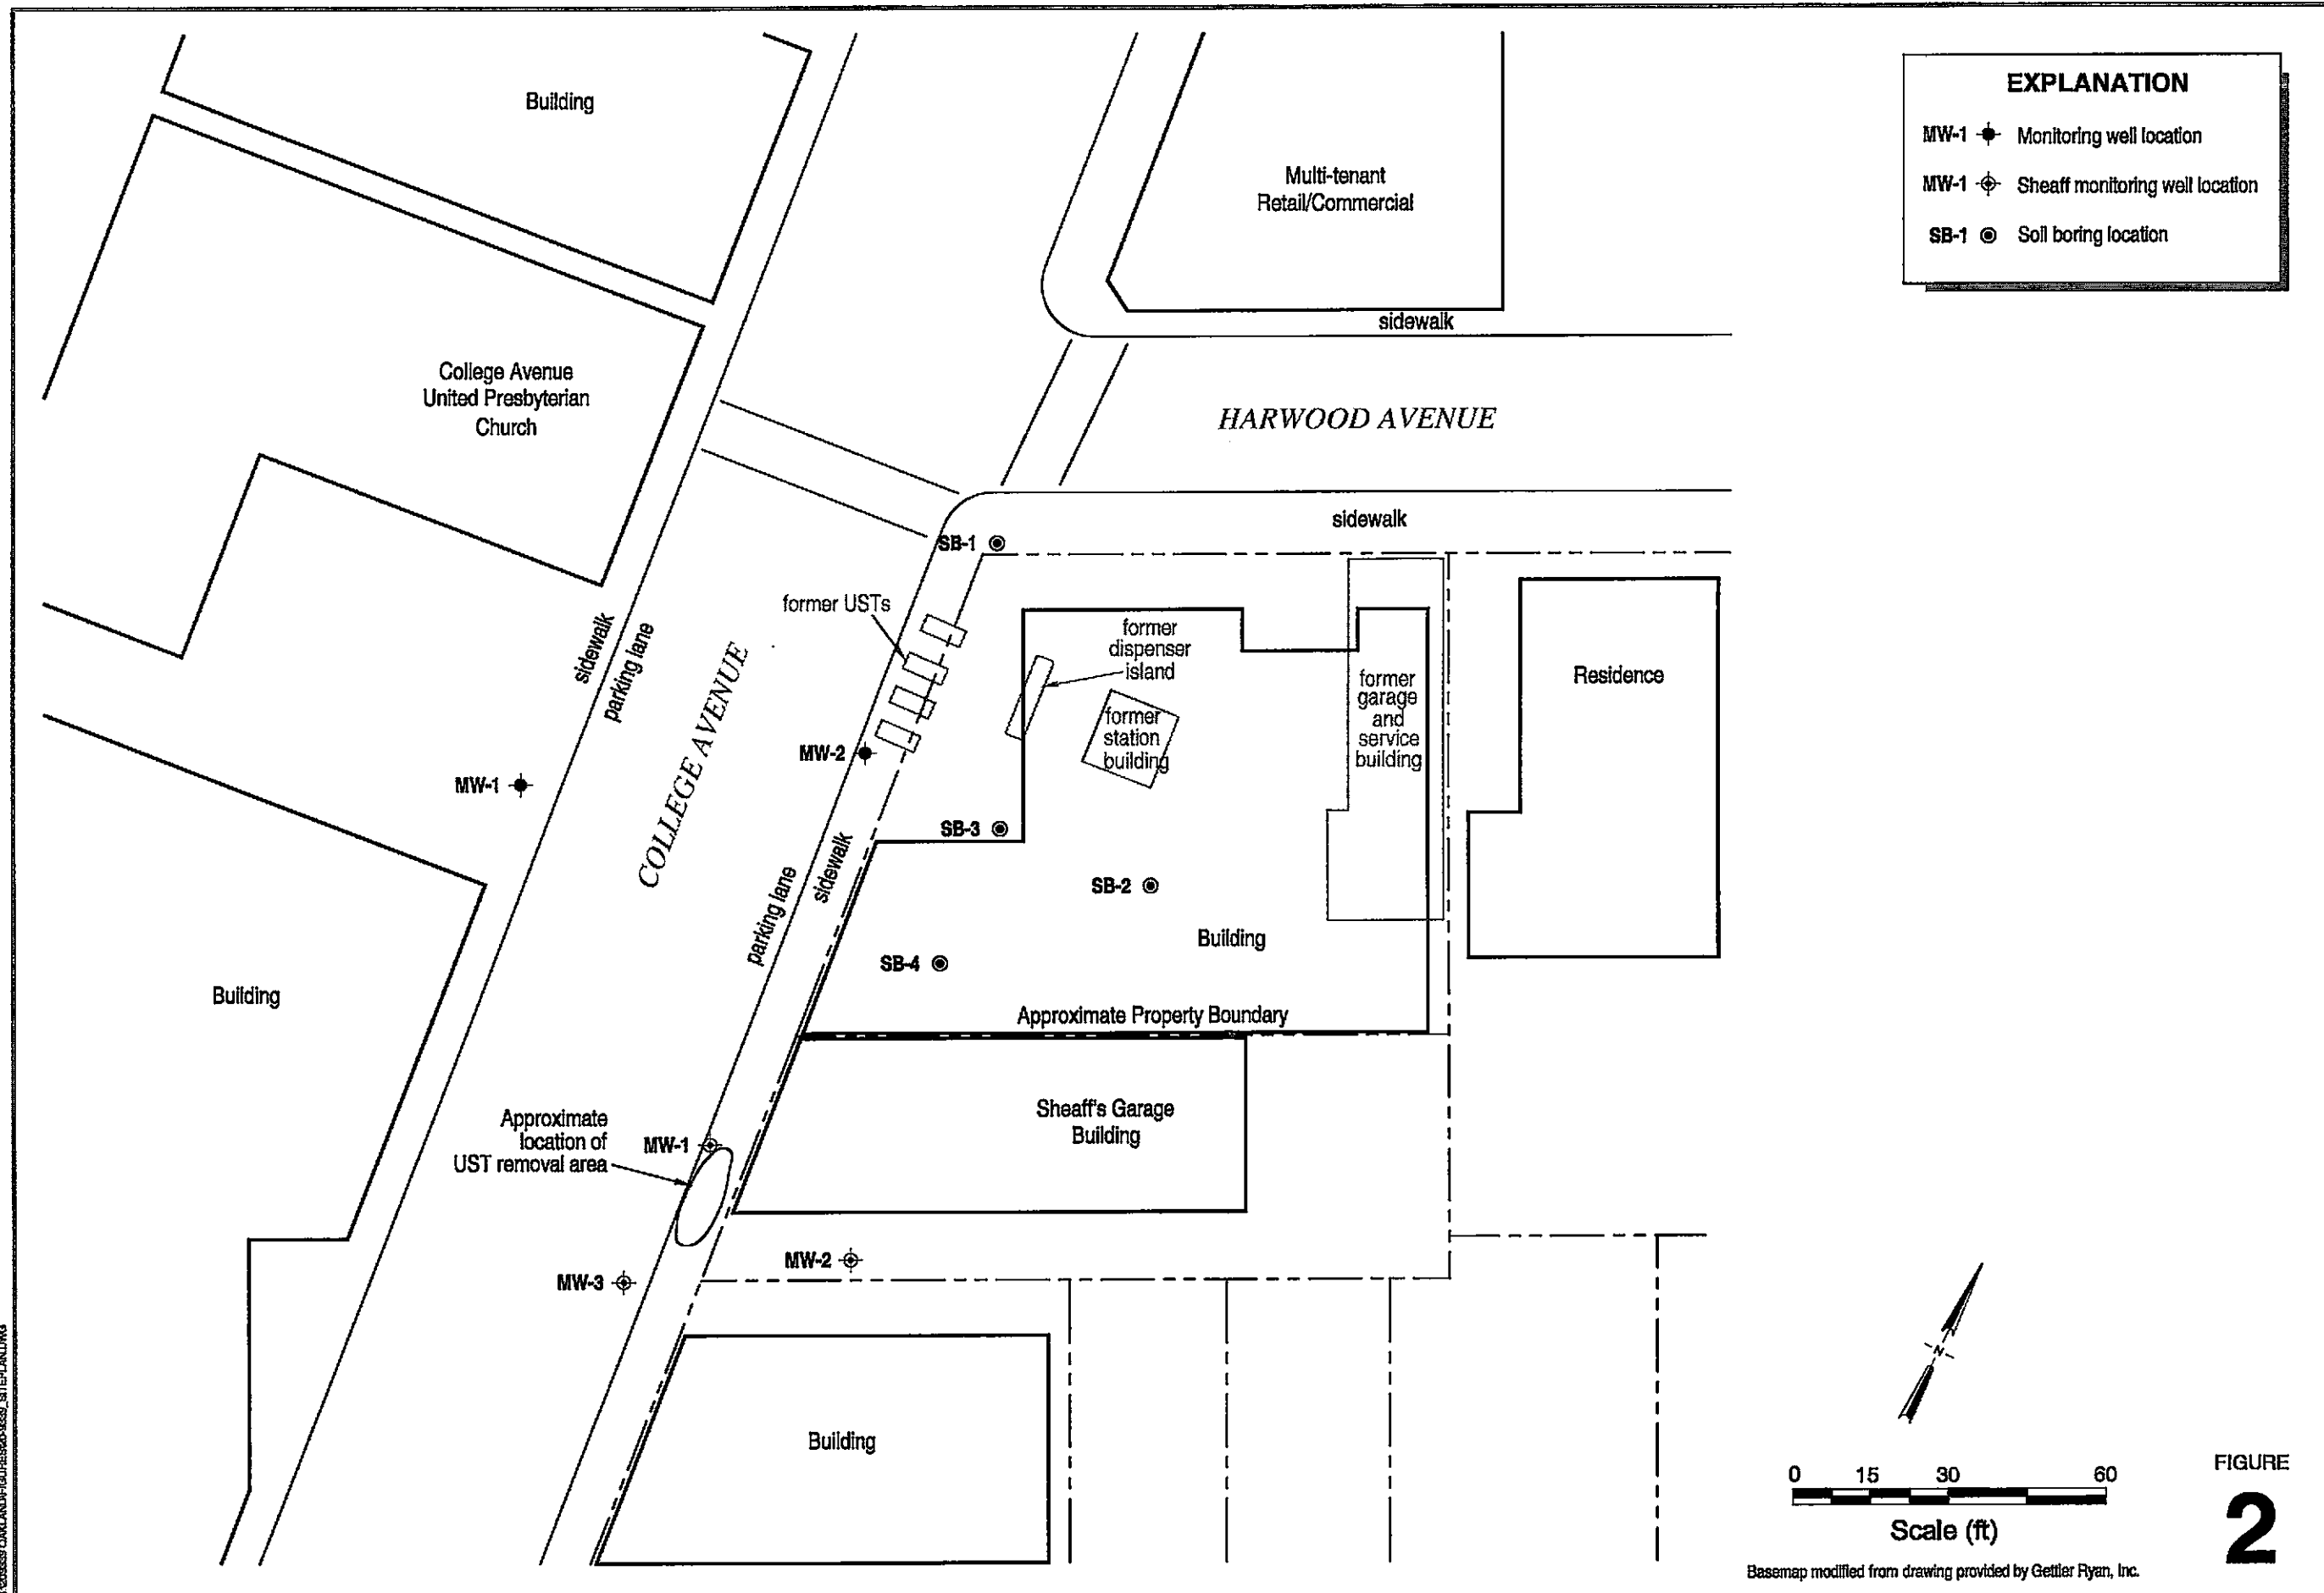 Building
EXPLANATION
MW-1 Monitoring well location
MW-1 Sheaff monitoring well location
SB-1 Soil boring location
Multi-tenant
Retail/Commercial
sidewalk
College Avenue
United Presbyterian
Church
HARWOOD AVENUE
sidewalk
SB-1
former USTs
former
dispenser
island
sidewalk
parking lane
COLLEGE AVENUE
former
station
building
former
garage
and
service
building
Residence
MW-2
MW-1
SB-3
sidewalk
parking lane
SB-2
Building
SB-4
Building
Approximate Property Boundary
Sheaff's Garage
Building
Approximate
location of
UST removal area
MW-1
MW-2
MW-3
Building
N
0 15 30 60
Scale (ft)
FIGURE
2
Basemap modified from drawing provided by Gettler Ryan, Inc.